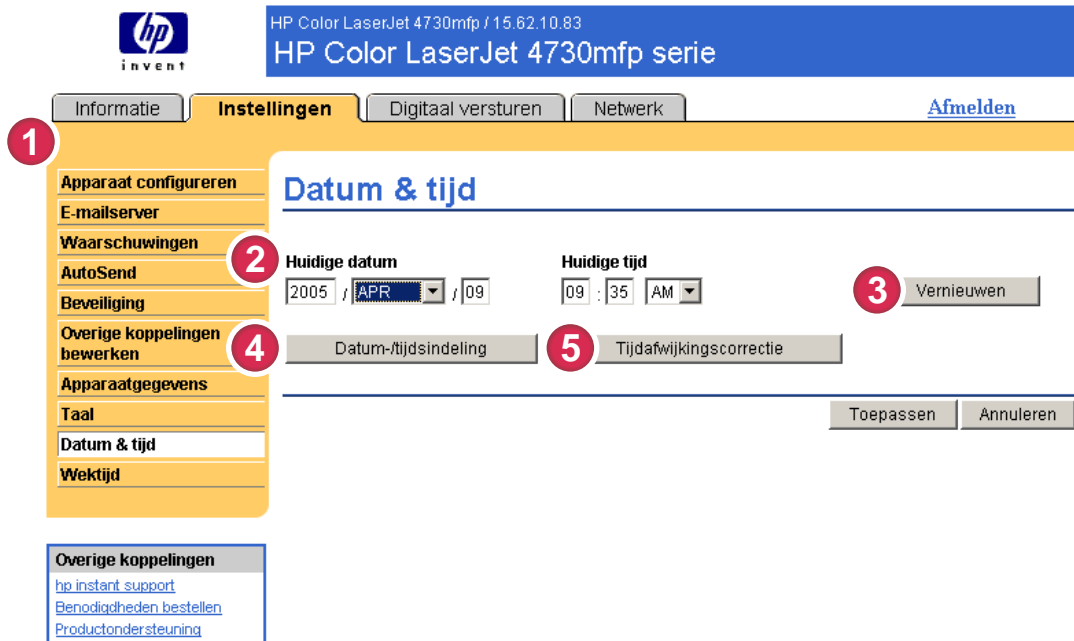 hp
invent
HP Color LaserJet 4730mfp / 15.62.10.83
HP Color LaserJet 4730mfp serie
Informatie Instellingen Digitaal versturen Netwerk Afmelden
1
Apparaat configureren
E-mailserver
Waarschuwingen
AutoSend
Beveiliging
Overige koppelingen
bewerken
Apparaatgegevens
Taal
Datum & tijd
Wektijd
Datum & tijd
2
Huidige datum Huidige tijd
2005 / APR / 09 09 : 35 AM
3 Vernieuwen
4 Datum-/tijdsindeling 5 Tijdafwijkingscorrectie
Toepassen Annuleren
Overige koppelingen
hp instant support
Benodigdheden bestellen
Productondersteuning